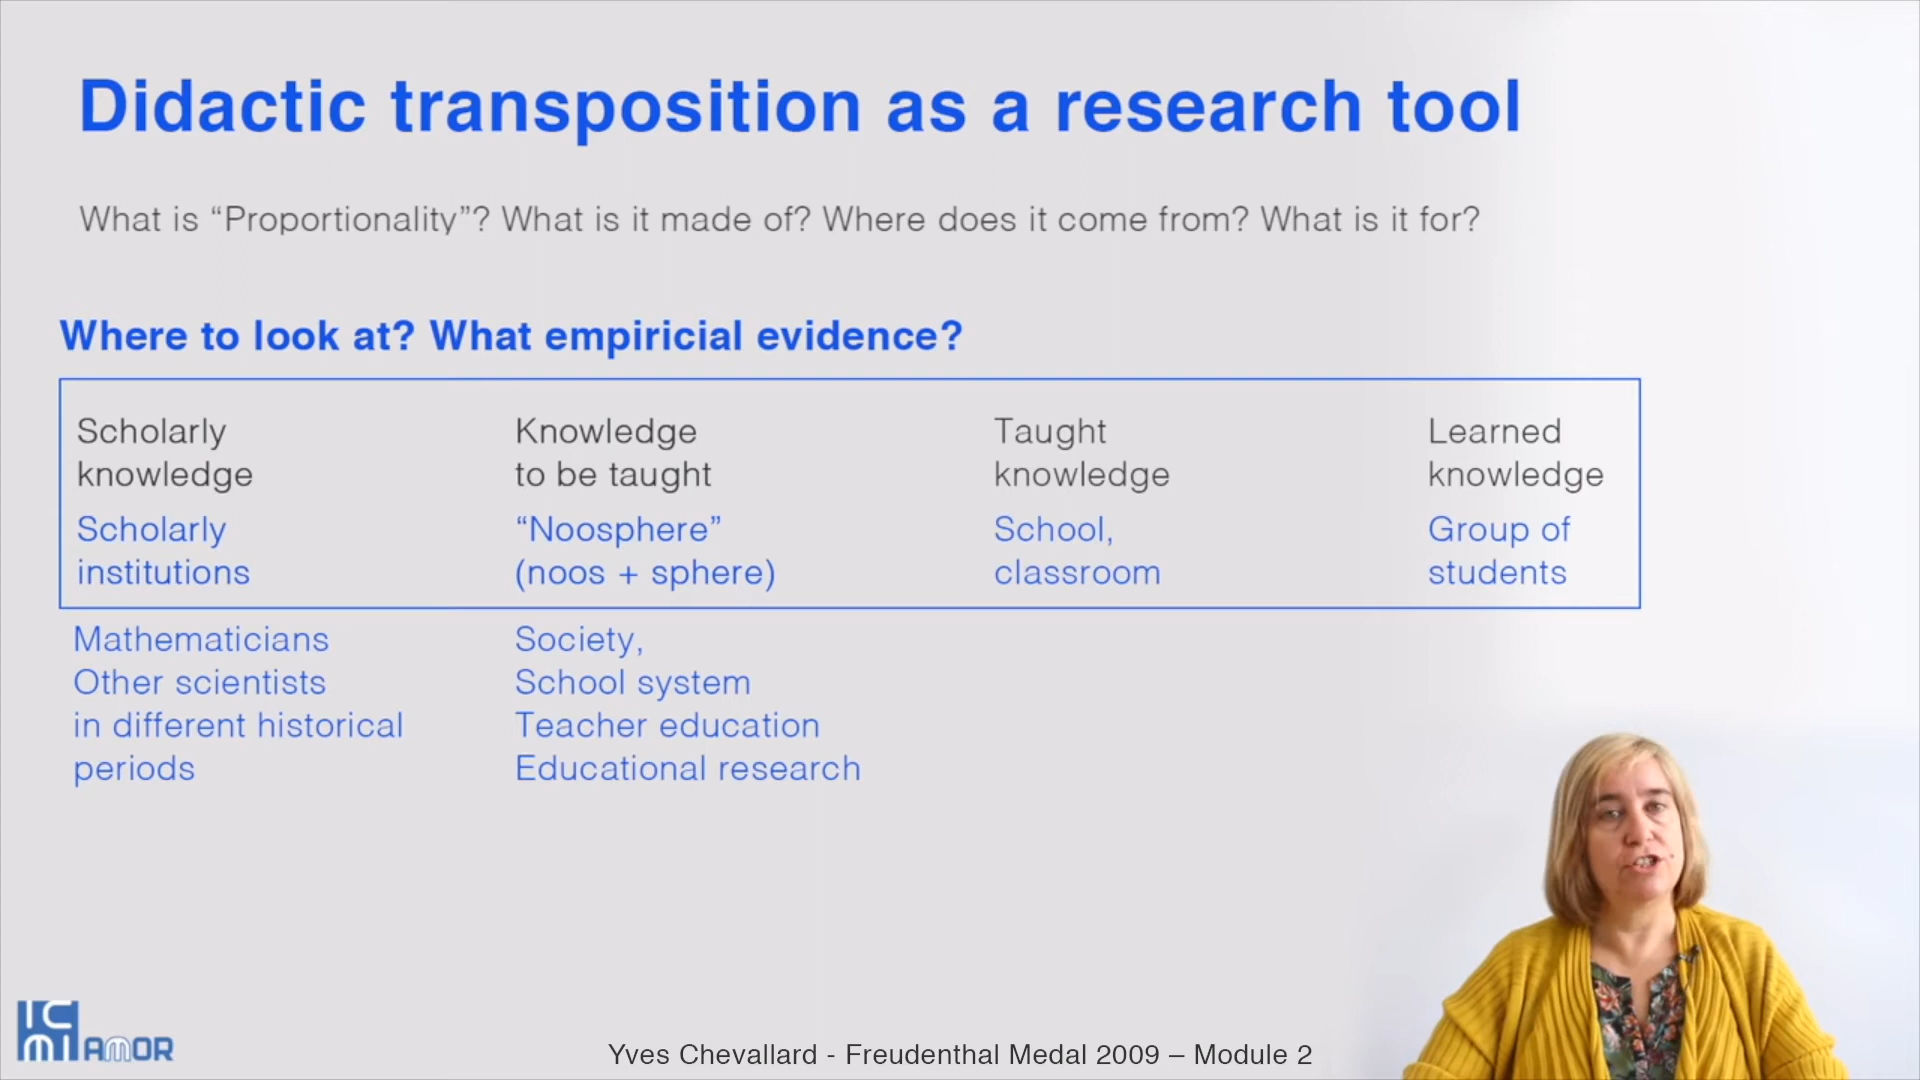 Didactic transposition as a research tool
What is “Proportionality”? What is it made of? Where does it come from? What is it for?
Where to look at? What empiricial evidence?
Scholarly
knowledge
Scholarly
institutions
Knowledge
to be taught
“Noosphere”
(noos + sphere)
Taught
knowledge
School,
classroom
Learned
knowledge
Group of
students
Mathematicians
Other scientists
in different historical
periods
Society,
School system
Teacher education
Educational research
IC
MI AMOR
Yves Chevallard - Freudenthal Medal 2009 – Module 2